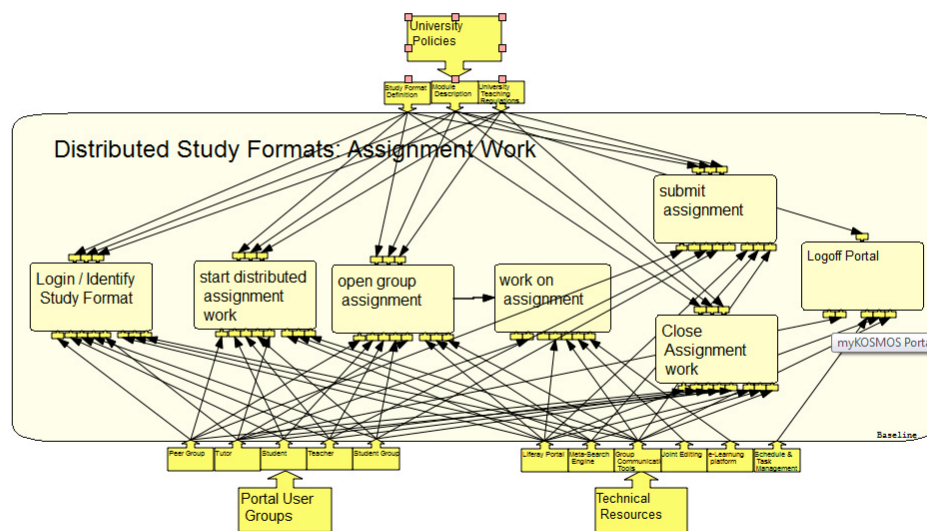 University
Policies
Study Format
Definition
Module
Description
University
Teaching
Regulations
Distributed Study Formats: Assignment Work
submit
assignment
Logoff Portal
Login / Identify
Study Format
start distributed
assignment
work
open group
assignment
work on
assignment
Close
Assignment
work
myKOSMOS Porta
Baseline
Peer Group
Tutor
Student
Teacher
Student Group
Liferay Portal
Meta-Search
Engine
Group
Communicati
Tools
Joint Editing
e-Learnung
platform
Schedule &
Task
Management
Portal User
Groups
Technical
Resources